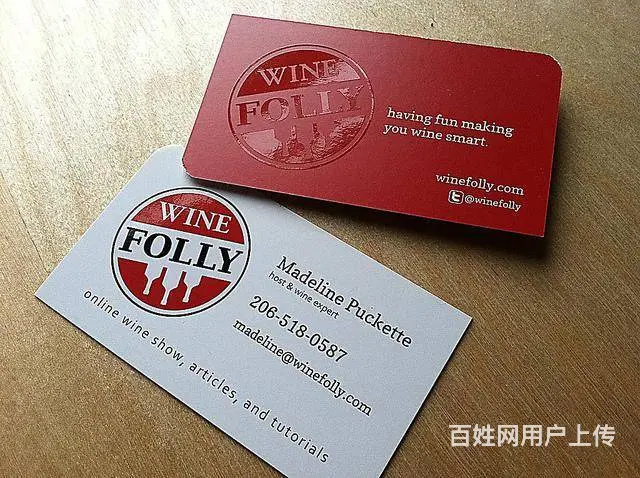 WINE
FOLLY
having fun making
you wine smart.
winefolly.com
@winefolly
WINE
FOLLY
Madeline Puckette
host & wine expert
206-518-0587
madeline@winefolly.com
online wine show, articles, and tutorials
百姓网用户上传